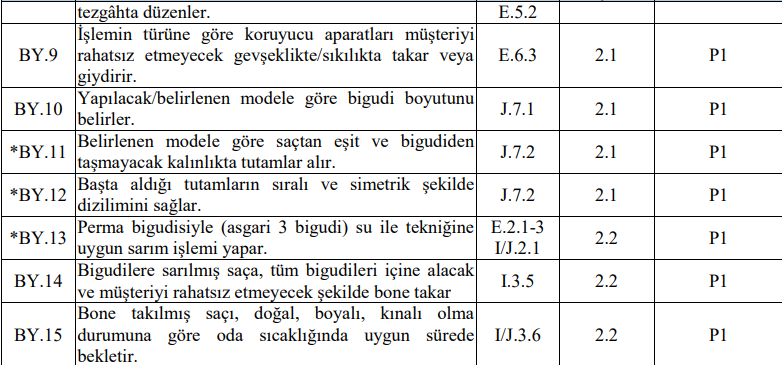 tezgâhta düzenler. E.5.2
BY.9 İşlemin türüne göre koruyucu aparatları müşteriyi
rahatsız etmeyecek gevşeklikte/sıkılıkta takar veya
giydirir. E.6.3 2.1 P1
BY.10 Yapılacak/belirlenen modele göre bigudi boyutunu
belirler. J.7.1 2.1 P1
*BY.11 Belirlenen modele göre saçtan eşit ve bigudiden
taşmayacak kalınlıkta tutamlar alır. J.7.2 2.1 P1
*BY.12 Başta aldığı tutamların sıralı ve simetrik şekilde
dizilimini sağlar. J.7.2 2.1 P1
*BY.13 Perma bigudisiyle (asgari 3 bigudi) su ile tekniğine
uygun sarım işlemi yapar. E.2.1-3
I/J.2.1 2.2 P1
BY.14 Bigudilere sarılmış saça, tüm bigudileri içine alacak
ve müşteriyi rahatsız etmeyecek şekilde bone takar I.3.5 2.2 P1
BY.15 Bone takılmış saçı, doğal, boyalı, kınalı olma
durumuna göre oda sıcaklığında uygun sürede
bekletir. I/J.3.6 2.2 P1